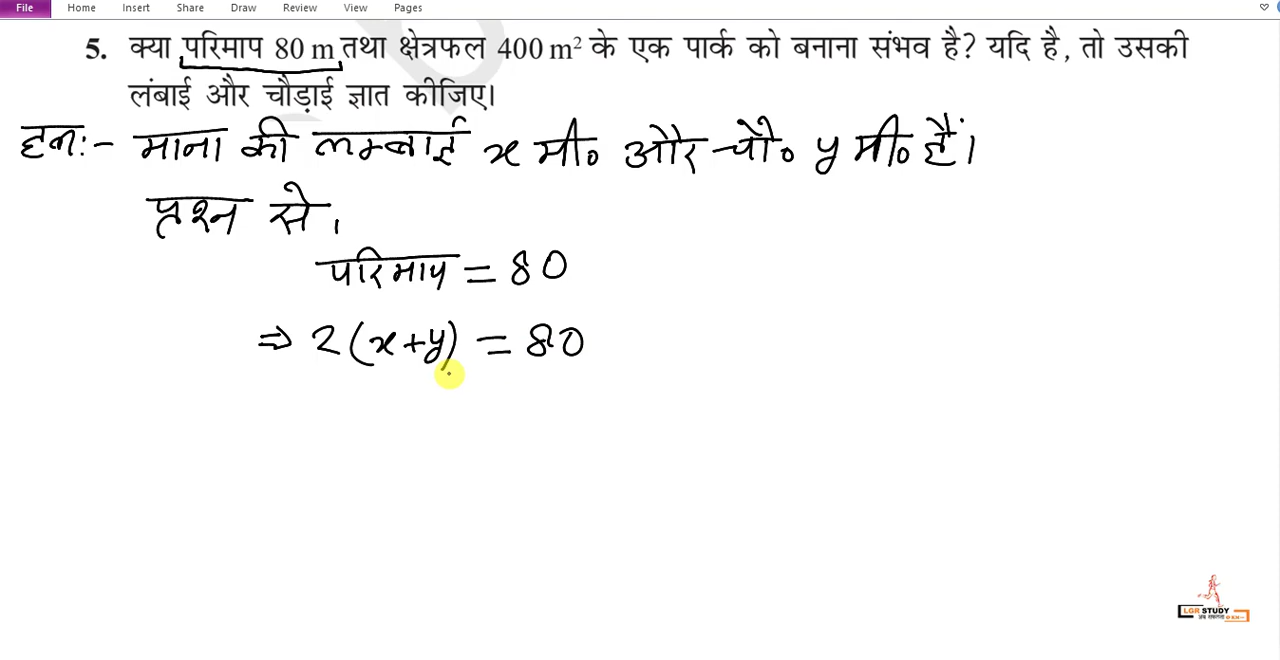 File Home Insert Share Draw Review View Pages
5. क्या परिमाप 80 m तथा क्षेत्रफल 400 m² के एक पार्क को बनाना संभव है? यदि है, तो उसकी
लंबाई और चौड़ाई ज्ञात कीजिए।
हल:- माना की लम्बाई x मी० और चौ० y मी० हैं।
प्रश्न से,
परिमाप = 80
⇒ 2(x+y) = 80
LGR STUDY